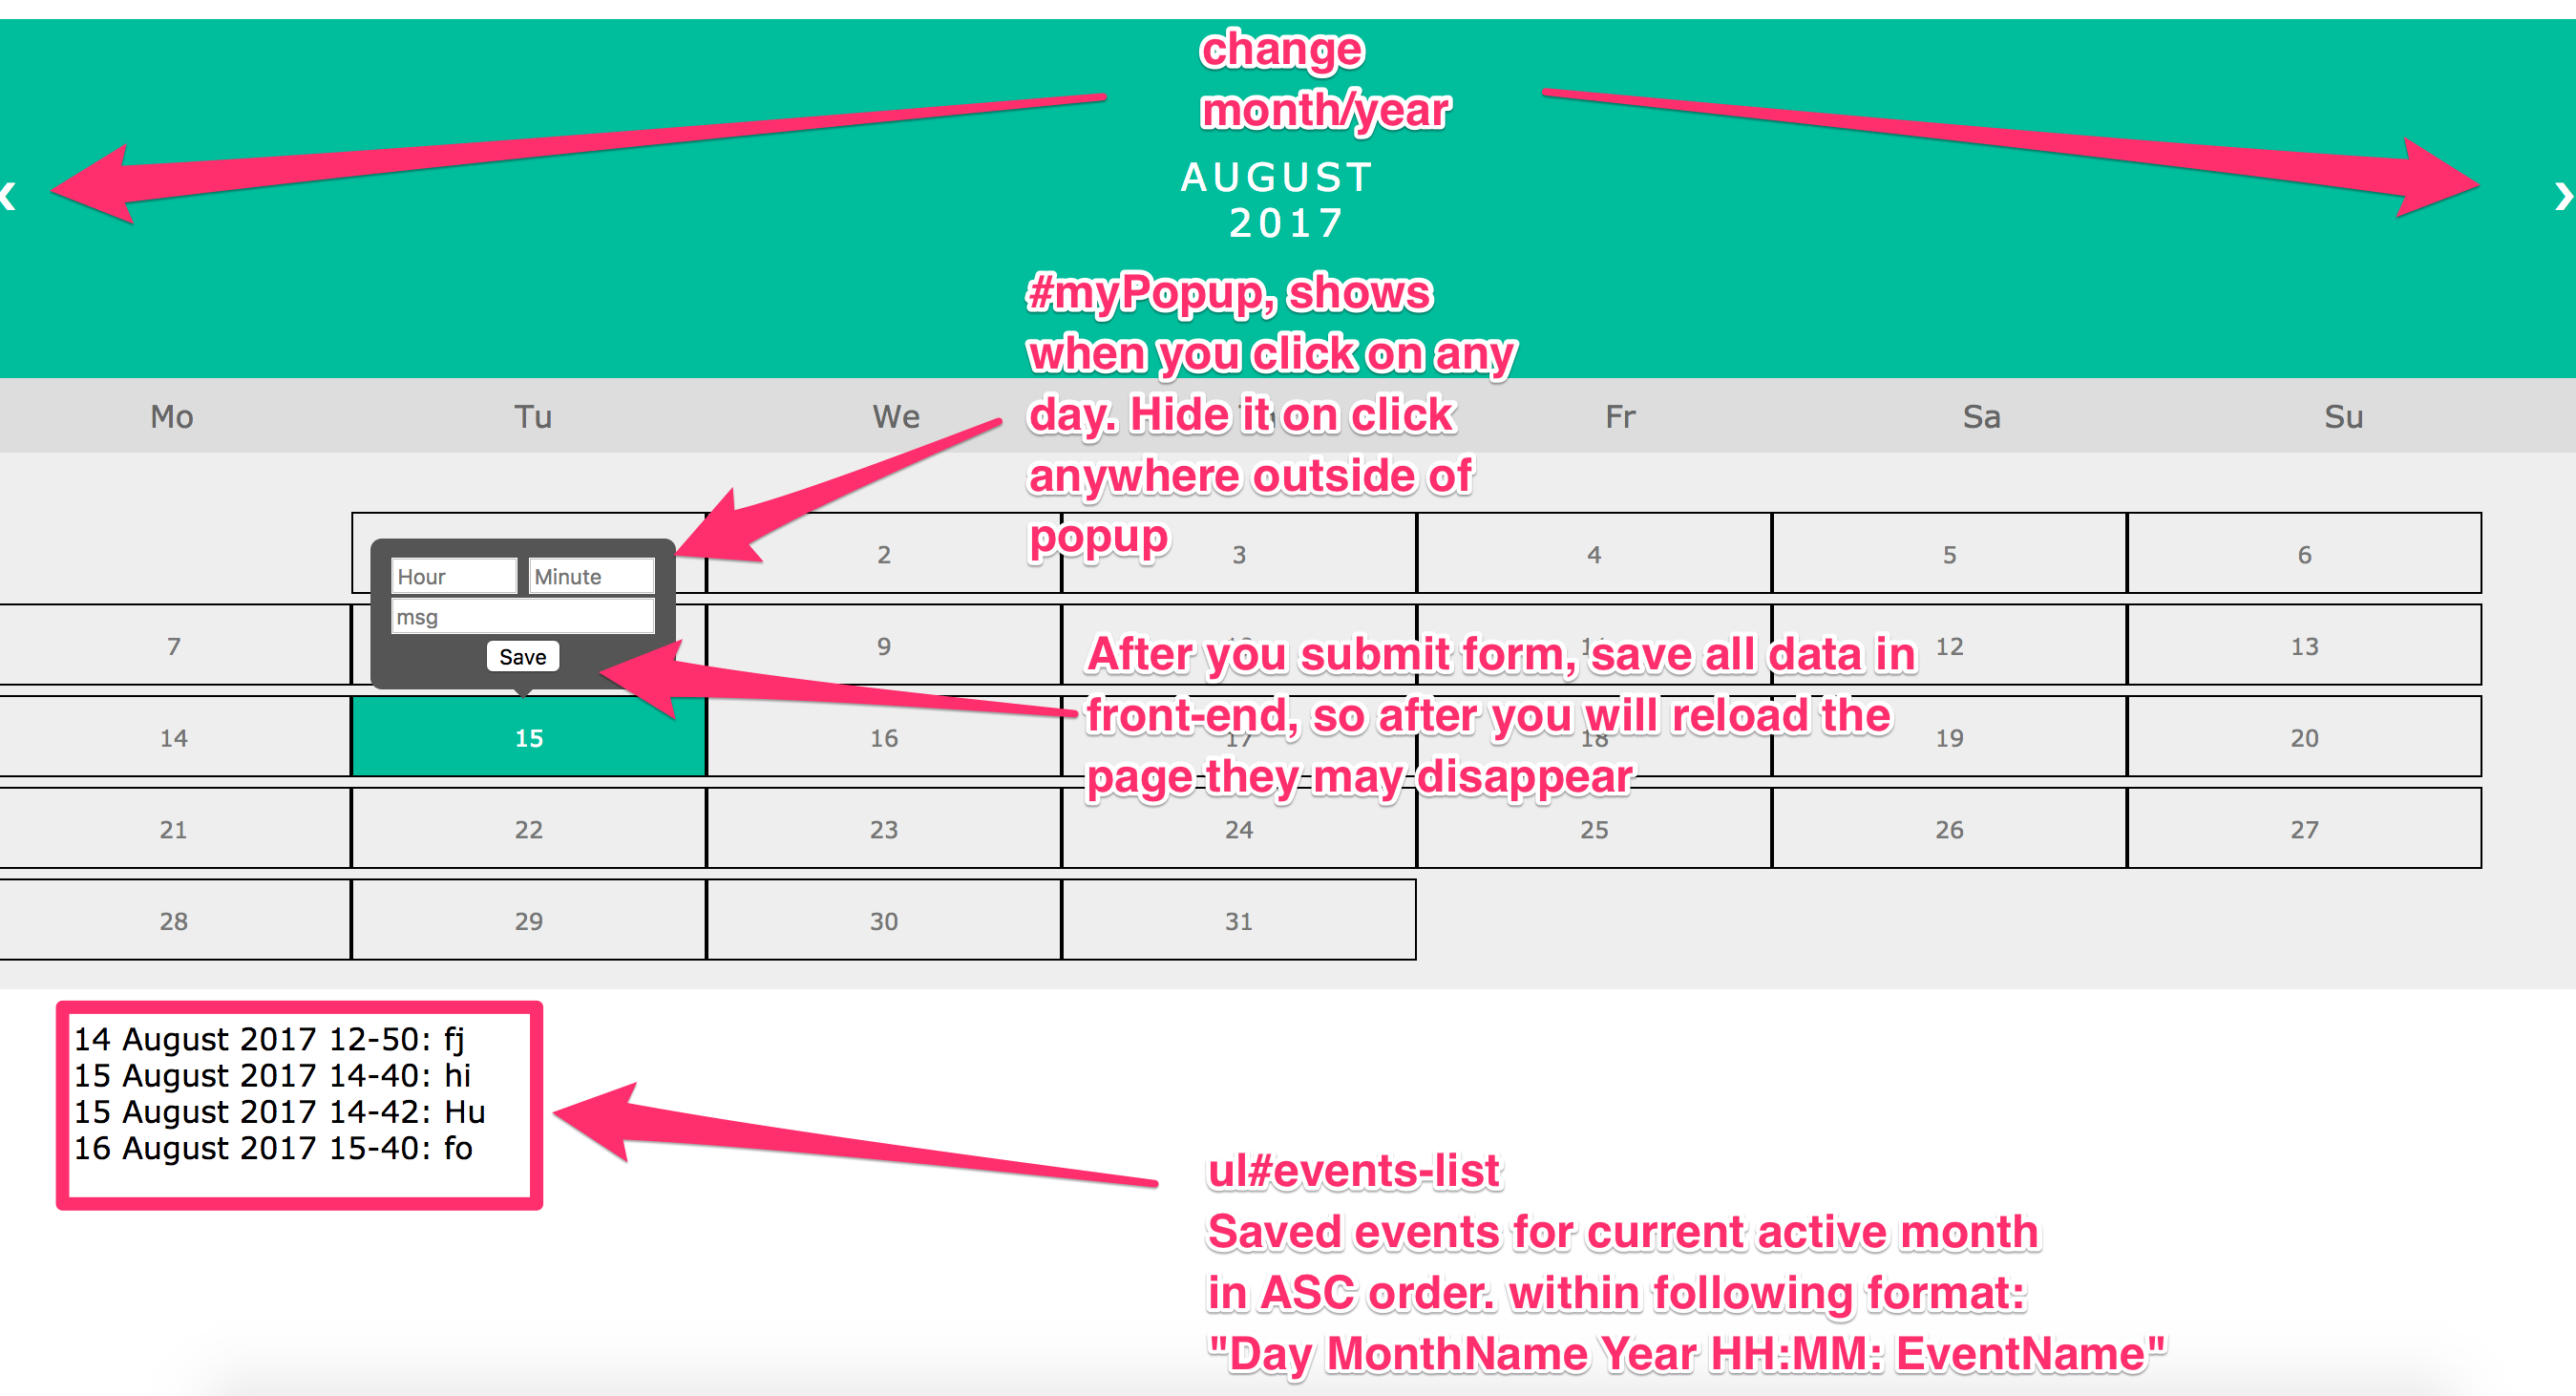 change
month/year
‹
›
AUGUST
2017
#myPopup, shows
when you click on any
day. Hide it on click
anywhere outside of
popup
Mo Tu We Fr Sa Su
2 3 4 5 6
Hour Minute
msg
Save
7 9 12 13
After you submit form, save all data in
front-end, so after you will reload the
page they may disappear
14 15 16 17 18 19 20
21 22 23 24 25 26 27
28 29 30 31
14 August 2017 12-50: fj
15 August 2017 14-40: hi
15 August 2017 14-42: Hu
16 August 2017 15-40: fo
ul#events-list
Saved events for current active month
in ASC order. within following format:
"Day MonthName Year HH:MM: EventName"